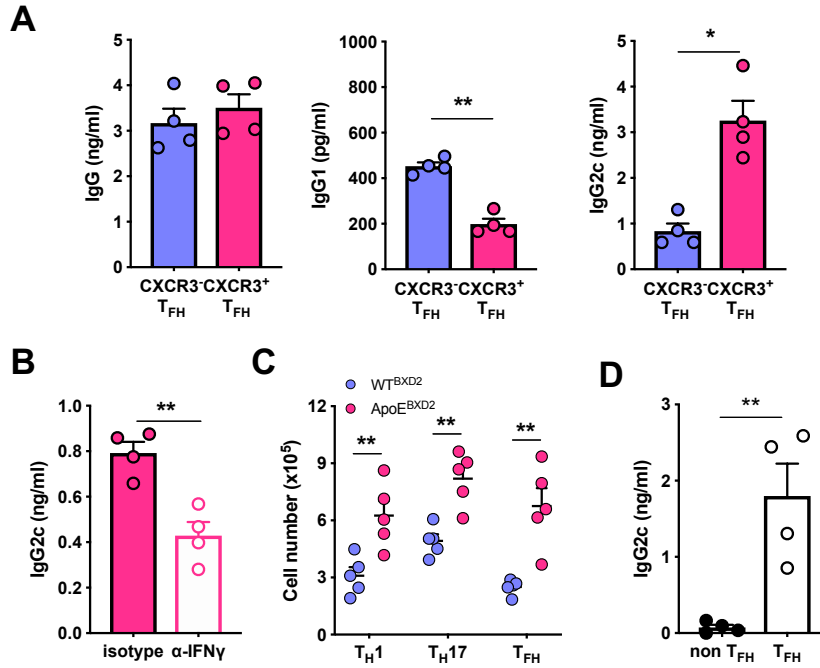 A
IgG (ng/ml)
5
4
3
2
1
0
CXCR3⁻CXCR3⁺
T_FH T_FH
IgG1 (pg/ml)
1000
800
600
400
200
0
**
CXCR3⁻CXCR3⁺
T_FH T_FH
IgG2c (ng/ml)
5
4
3
2
1
0
*
CXCR3⁻CXCR3⁺
T_FH T_FH
B
IgG2c (ng/ml)
1.0
0.8
0.6
0.4
0.2
0.0
**
isotype α-IFNγ
C
WT^BXD2
ApoE^BXD2
Cell number (x10⁵)
12
9
6
3
0
** ** **
T_H1 T_H17 T_FH
D
IgG2c (ng/ml)
3
2
1
0
**
non T_FH T_FH